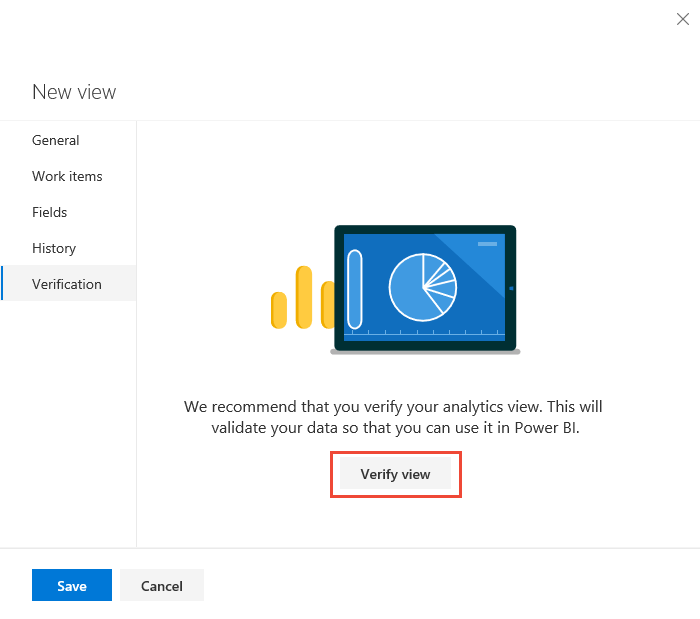 New view
General
Work items
Fields
History
Verification
We recommend that you verify your analytics view. This will
validate your data so that you can use it in Power BI.
Verify view
Save
Cancel